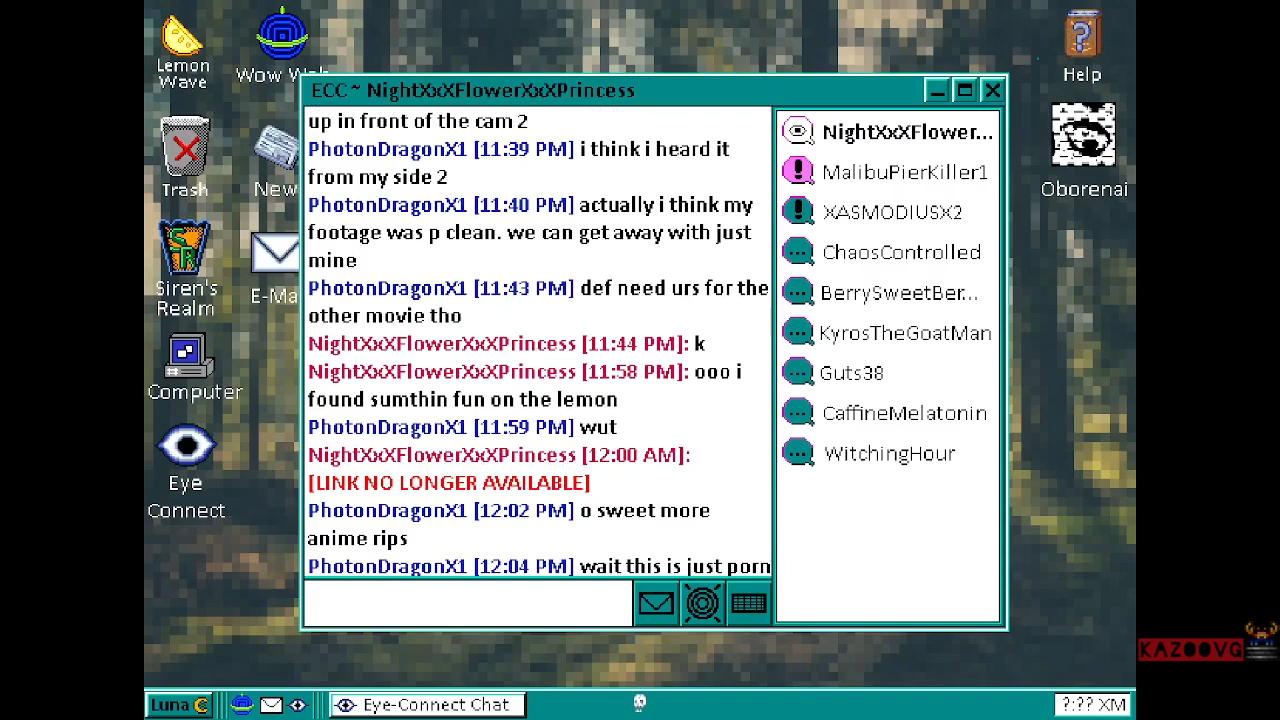 Lemon
Wave
Wow W
Help
Trash
New
Oborenai
Siren's
Realm
E-Ma
Computer
Eye
Connect
ECC ~ NightXxXFlowerXxXPrincess
up in front of the cam 2
PhotonDragonX1 [11:39 PM] i think i heard it
from my side 2
PhotonDragonX1 [11:40 PM] actually i think my
footage was p clean. we can get away with just
mine
PhotonDragonX1 [11:43 PM] def need urs for the
other movie tho
NightXxXFlowerXxXPrincess [11:44 PM]: k
NightXxXFlowerXxXPrincess [11:58 PM]: ooo i
found sumthin fun on the lemon
PhotonDragonX1 [11:59 PM] wut
NightXxXFlowerXxXPrincess [12:00 AM]:
[LINK NO LONGER AVAILABLE]
PhotonDragonX1 [12:02 PM] o sweet more
anime rips
PhotonDragonX1 [12:04 PM] wait this is just porn
NightXxXFlower...
MalibuPierKiller1
XASMODIUSX2
ChaosControlled
BerrySweetBer...
KyrosTheGoatMan
Guts38
CaffineMelatonin
WitchingHour
KAZOOVG
Luna
Eye-Connect Chat
?:?? XM